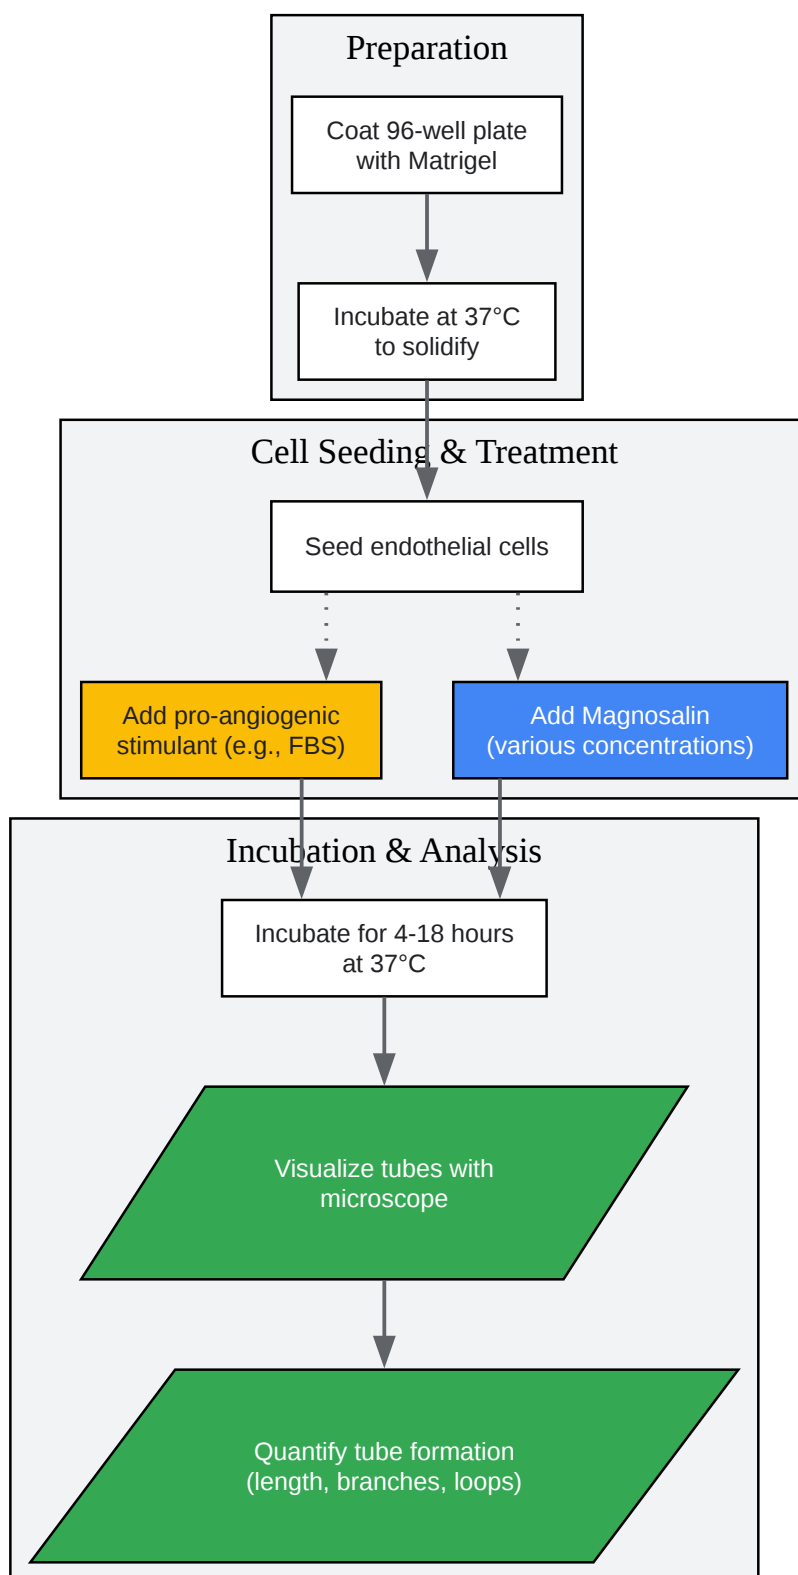 Preparation
Coat 96-well plate
with Matrigel
Incubate at 37°C
to solidify
Cell Seeding & Treatment
Seed endothelial cells
Add pro-angiogenic
stimulant (e.g., FBS)
Add Magnosalin
(various concentrations)
Incubation & Analysis
Incubate for 4-18 hours
at 37°C
Visualize tubes with
microscope
Quantify tube formation
(length, branches, loops)